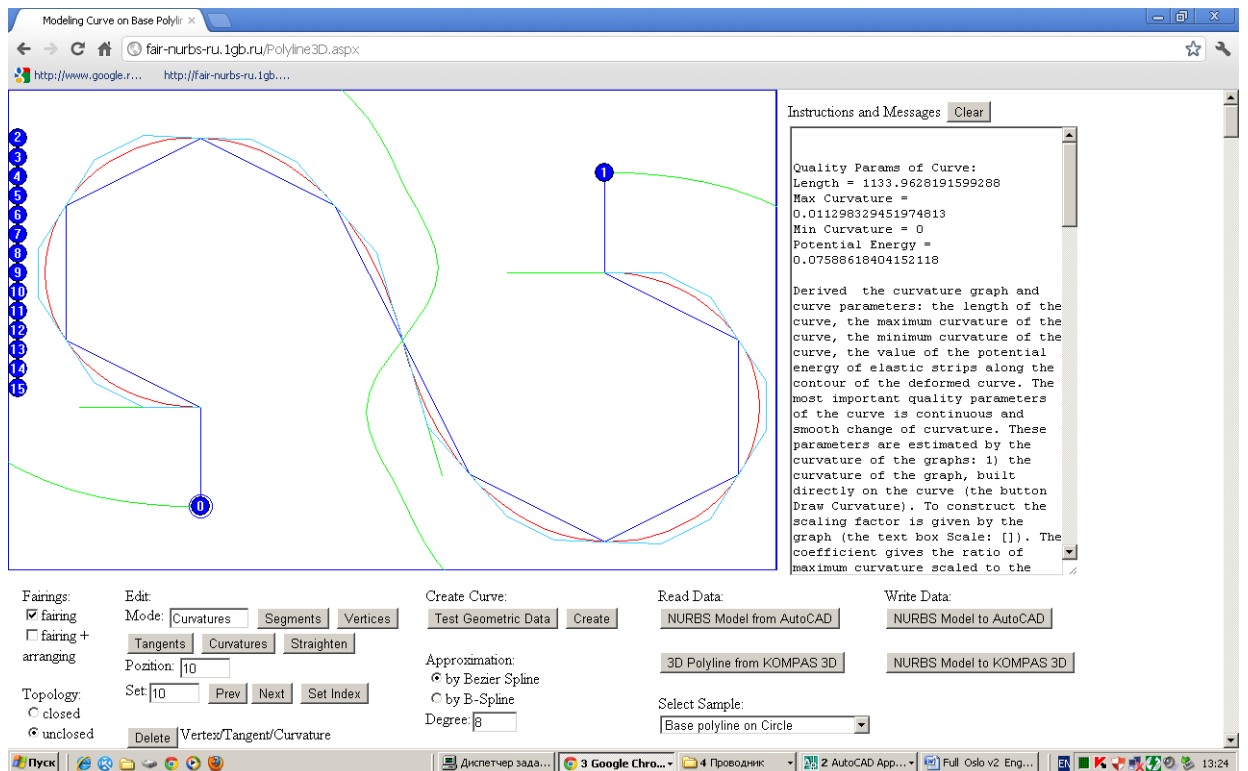 Modeling Curve on Base Polylir
fair-nurbs-ru.1gb.ru/Polyline3D.aspx
http://www.google.r... http://fair-nurbs-ru.1gb....
Instructions and Messages Clear
2
3
4
5
6
7
8
9
10
11
12
13
14
15
1
0
Quality Params of Curve:
Length = 1133.9628191599288
Max Curvature =
0.011298329451974813
Min Curvature = 0
Potential Energy =
0.07588618404152118
Derived the curvature graph and
curve parameters: the length of the
curve, the maximum curvature of the
curve, the minimum curvature of the
curve, the value of the potential
energy of elastic strips along the
contour of the deformed curve. The
most important quality parameters
of the curve is continuous and
smooth change of curvature. These
parameters are estimated by the
curvature of the graphs: 1) the
curvature of the graph, built
directly on the curve (the button
Draw Curvature). To construct the
scaling factor is given by the
graph (the text box Scale: []). The
coefficient gives the ratio of
maximum curvature scaled to the
Fairings:
fairing
fairing +
arranging
Topology:
closed
unclosed
Edit:
Mode: Curvatures Segments Vertices
Tangents Curvatures Straighten
Pozition: 10
Set: 10 Prev Next Set Index
Delete Vertex/Tangent/Curvature
Create Curve:
Test Geometric Data Create
Approximation:
by Bezier Spline
by B-Spline
Degree: 8
Read Data:
NURBS Model from AutoCAD
3D Polyline from KOMPAS 3D
Select Sample:
Base polyline on Circle
Write Data:
NURBS Model to AutoCAD
NURBS Model to KOMPAS 3D
Пуск Диспетчер зада... 3 Google Chro... 4 Проводник 2 AutoCAD App... Full Oslo v2 Eng... EN 13:24